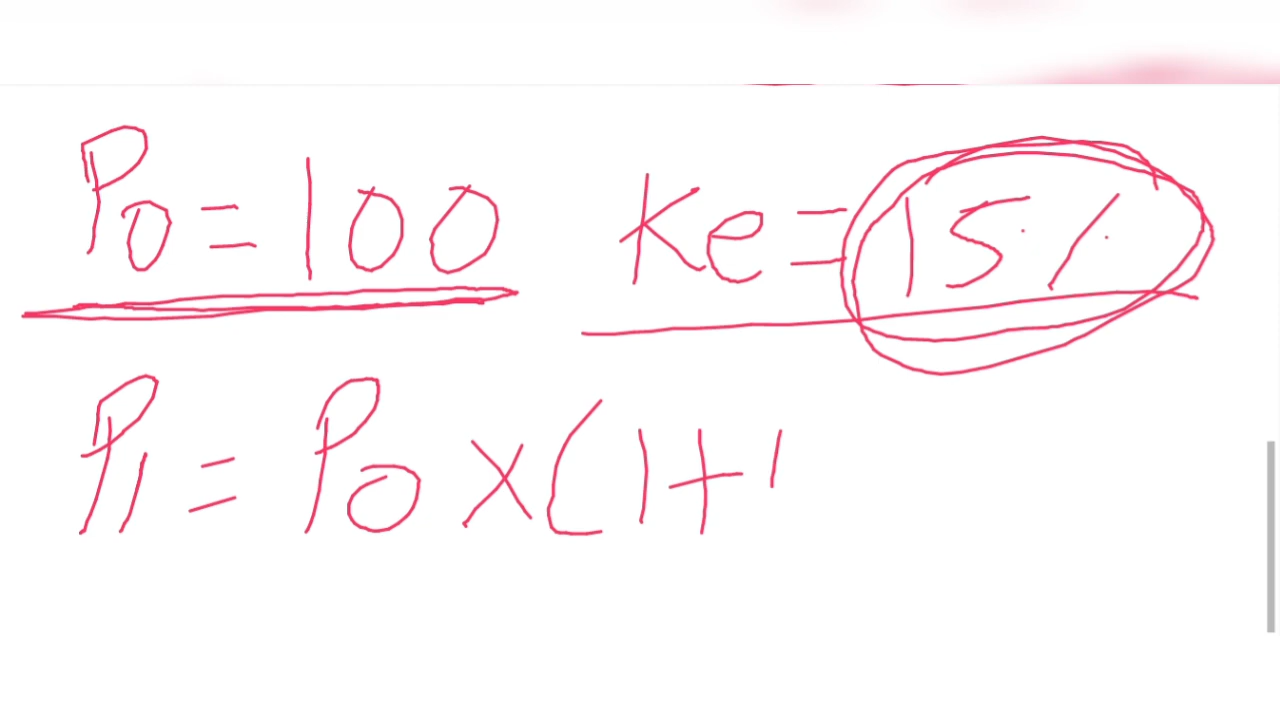 P0 = 100 Ke = 15%
P1 = P0 × (1 +